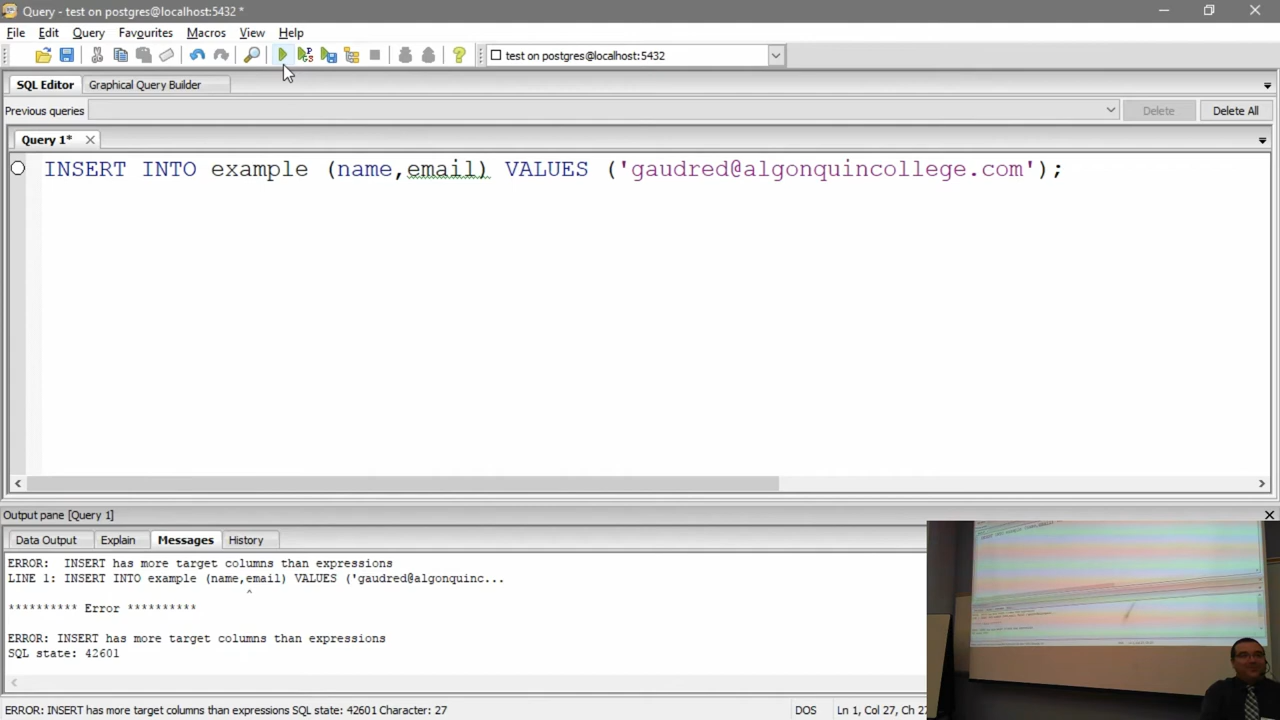 Query - test on postgres@localhost:5432 *
File Edit Query Favourites Macros View Help
test on postgres@localhost:5432
SQL Editor Graphical Query Builder
Previous queries Delete Delete All
Query 1*
INSERT INTO example (name,email) VALUES ('gaudred@algonquincollege.com');
Output pane [Query 1]
Data Output Explain Messages History
ERROR:  INSERT has more target columns than expressions
LINE 1: INSERT INTO example (name,email) VALUES ('gaudred@algonquinc...
^
********** Error **********
ERROR: INSERT has more target columns than expressions
SQL state: 42601
ERROR: INSERT has more target columns than expressions SQL state: 42601 Character: 27 DOS Ln 1, Col 27, Ch 27